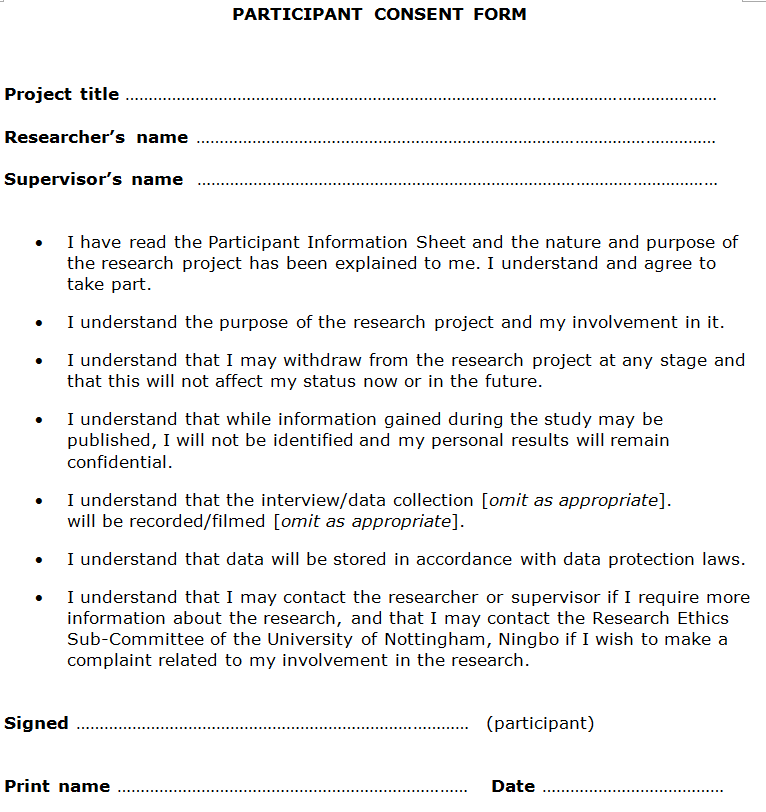 PARTICIPANT CONSENT FORM
Project title ................................................................................................................................
Researcher’s name ................................................................................................................
Supervisor’s name ................................................................................................................
• I have read the Participant Information Sheet and the nature and purpose of
the research project has been explained to me. I understand and agree to
take part.
• I understand the purpose of the research project and my involvement in it.
• I understand that I may withdraw from the research project at any stage and
that this will not affect my status now or in the future.
• I understand that while information gained during the study may be
published, I will not be identified and my personal results will remain
confidential.
• I understand that the interview/data collection [omit as appropriate].
will be recorded/filmed [omit as appropriate].
• I understand that data will be stored in accordance with data protection laws.
• I understand that I may contact the researcher or supervisor if I require more
information about the research, and that I may contact the Research Ethics
Sub-Committee of the University of Nottingham, Ningbo if I wish to make a
complaint related to my involvement in the research.
Signed .................................................................................... (participant)
Print name ........................................................................... Date .......................................